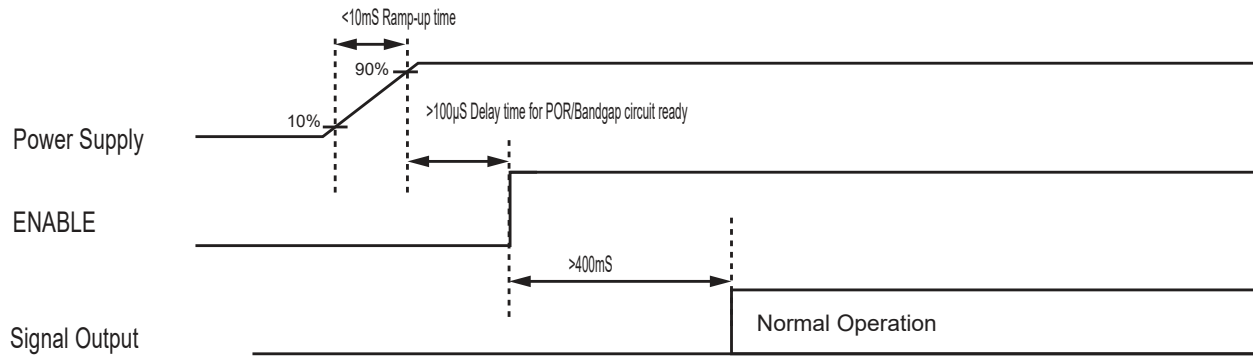 <10mS Ramp-up time
90%
>100µS Delay time for POR/Bandgap circuit ready
10%
Power Supply
ENABLE
>400mS
Normal Operation
Signal Output